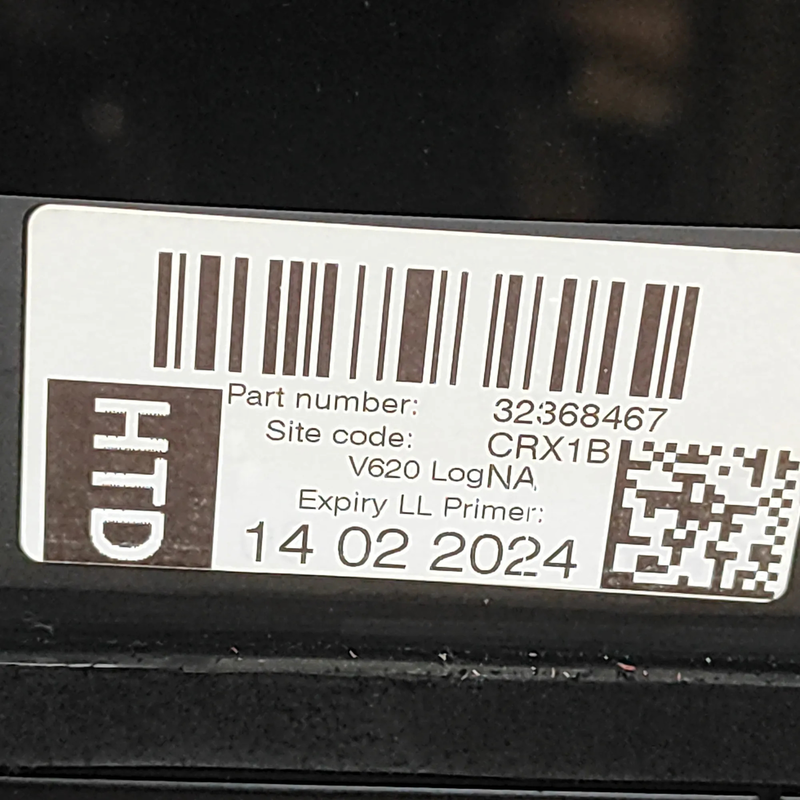 Part number: 32368467
Site code: CRX1B
V620 LogNA
Expiry LL Primer:
14 02 2024
HTD